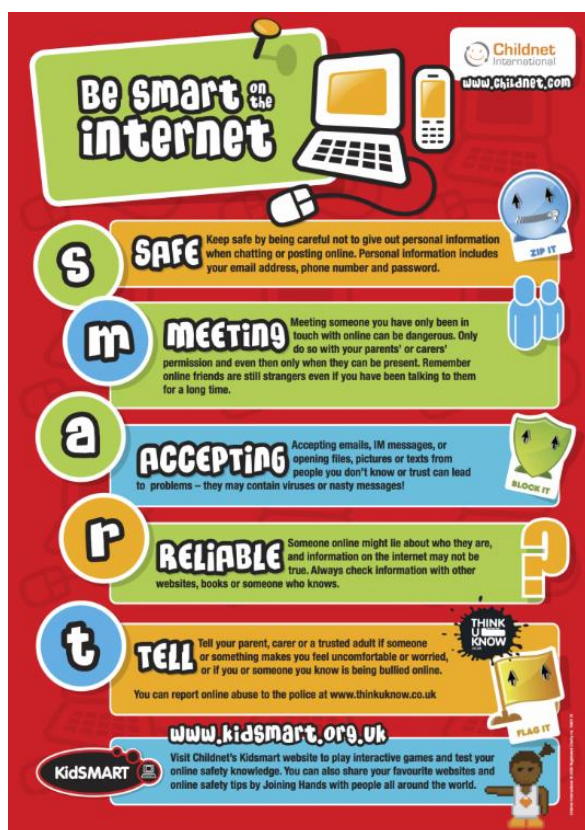 Be smart on the
internet
Childnet
International
www.childnet.com
s
SAFE
Keep safe by being careful not to give out personal information
when chatting or posting online. Personal information includes
your email address, phone number and password.
ZIP IT
m
MEETING
Meeting someone you have only been in
touch with online can be dangerous. Only
do so with your parents' or carers'
permission and even then only when they can be present. Remember
online friends are still strangers even if you have been talking to them
for a long time.
a
ACCEPTING
Accepting emails, IM messages, or
opening files, pictures or texts from
people you don't know or trust can lead
to problems – they may contain viruses or nasty messages!
BLOCK IT
r
RELIABLE
Someone online might lie about who they are,
and information on the internet may not be
true. Always check information with other
websites, books or someone who knows.
?
t
TELL
Tell your parent, carer or a trusted adult if someone
or something makes you feel uncomfortable or worried,
or if you or someone you know is being bullied online.
You can report online abuse to the police at www.thinkuknow.co.uk
THINK
U
KNOW
FLAG IT
www.kidsmart.org.uk
KidSMART
Visit Childnet's Kidsmart website to play interactive games and test your
online safety knowledge. You can also share your favourite websites and
online safety tips by Joining Hands with people all around the world.